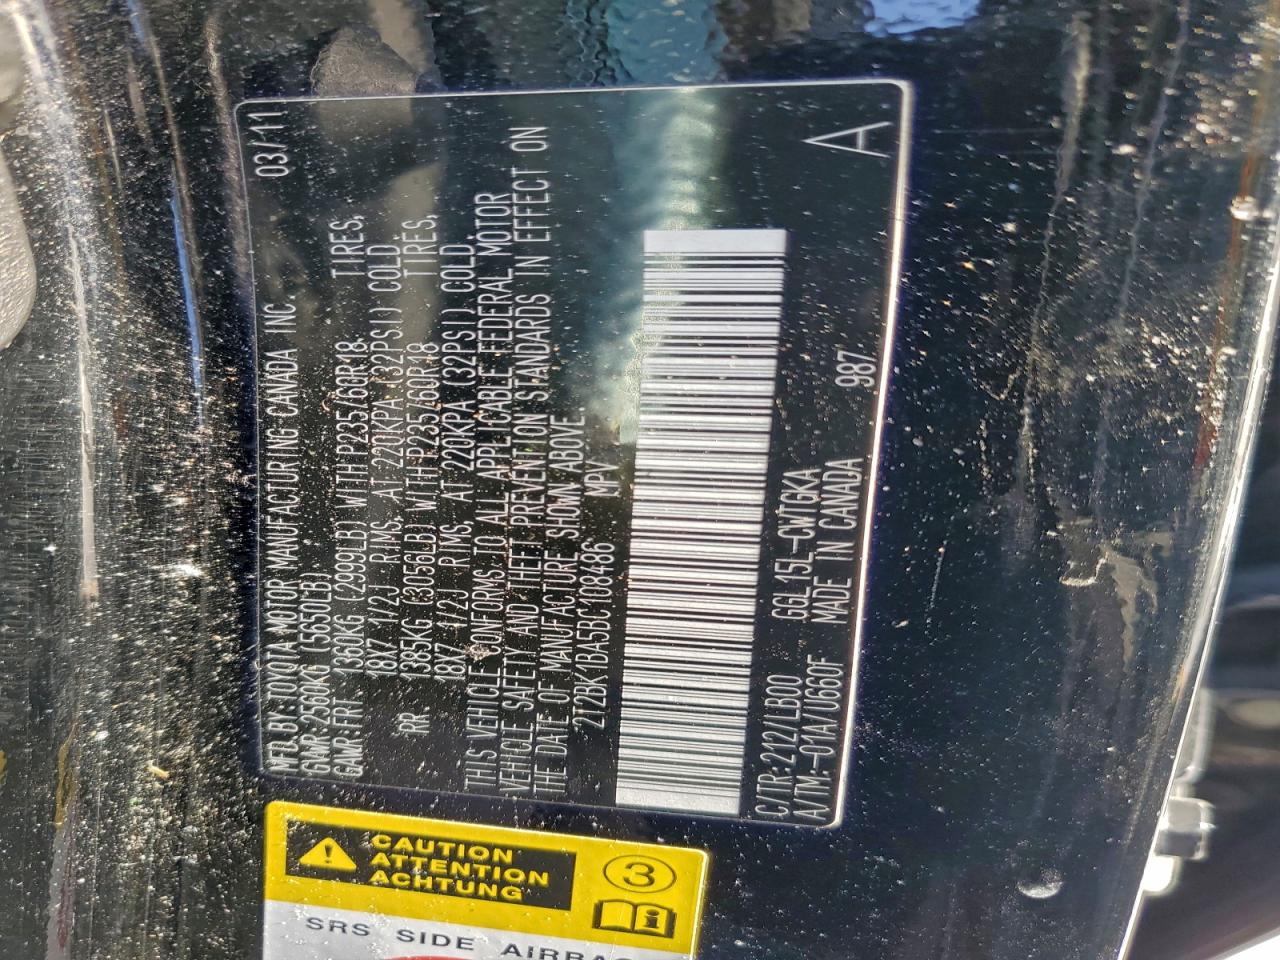 MFD.BY:TOYOTA MOTOR MANUFACTURING CANADA INC. 03/11
GVWR:2560KG (5650LB)
GAWR:FRT 1360KG (2999LB) WITH P235/60R18 TIRES,
18X7 1/2J RIMS, AT 220KPA (32PSI) COLD.
RR 1385KG (3056LB) WITH P235/60R18 TIRES,
18X7 1/2J RIMS, AT 220KPA (32PSI) COLD.
THIS VEHICLE CONFORMS TO ALL APPLICABLE FEDERAL MOTOR
VEHICLE SAFETY AND THEFT PREVENTION STANDARDS IN EFFECT ON
THE DATE OF MANUFACTURE SHOWN ABOVE.
2T2BK1BA5BC108486 MPV
C/TR:212/LB00 GGL15L-CWTGKA
A/TM:-01A/U660F MADE IN CANADA 987 A
CAUTION
ATTENTION
ACHTUNG
3
SRS SIDE AIRBAG